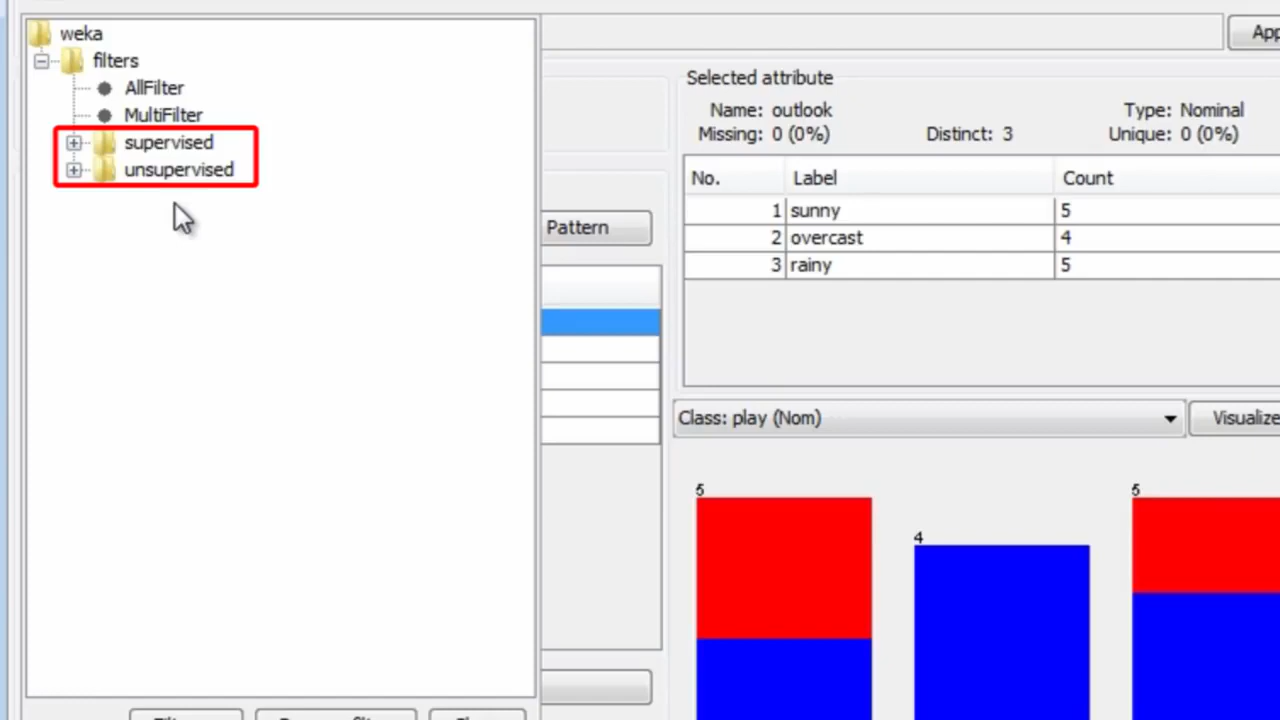 weka
filters
AllFilter
MultiFilter
supervised
unsupervised
Pattern
App
Selected attribute
Name: outlook Type: Nominal
Missing: 0 (0%) Distinct: 3 Unique: 0 (0%)
No. Label Count
1 sunny 5
2 overcast 4
3 rainy 5
Class: play (Nom) Visualize
5 4 5